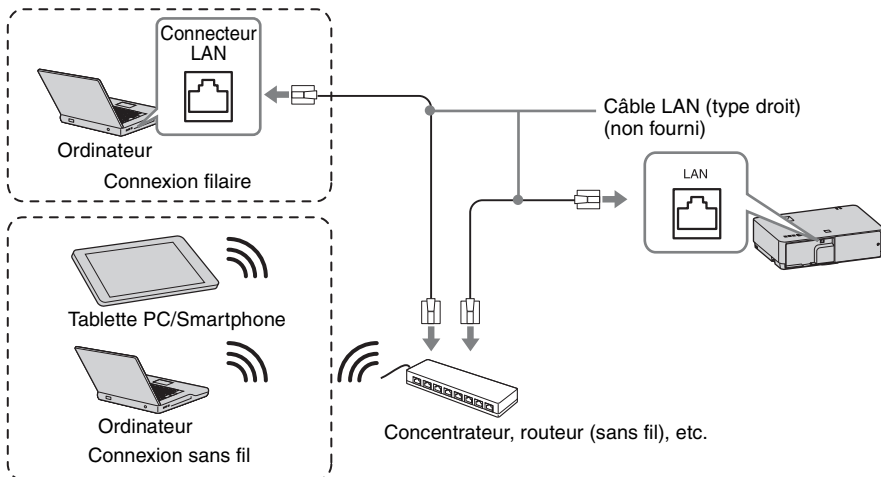 Connecteur
LAN
Ordinateur
Connexion filaire
Câble LAN (type droit)
(non fourni)
LAN
Tablette PC/Smartphone
Ordinateur
Connexion sans fil
Concentrateur, routeur (sans fil), etc.